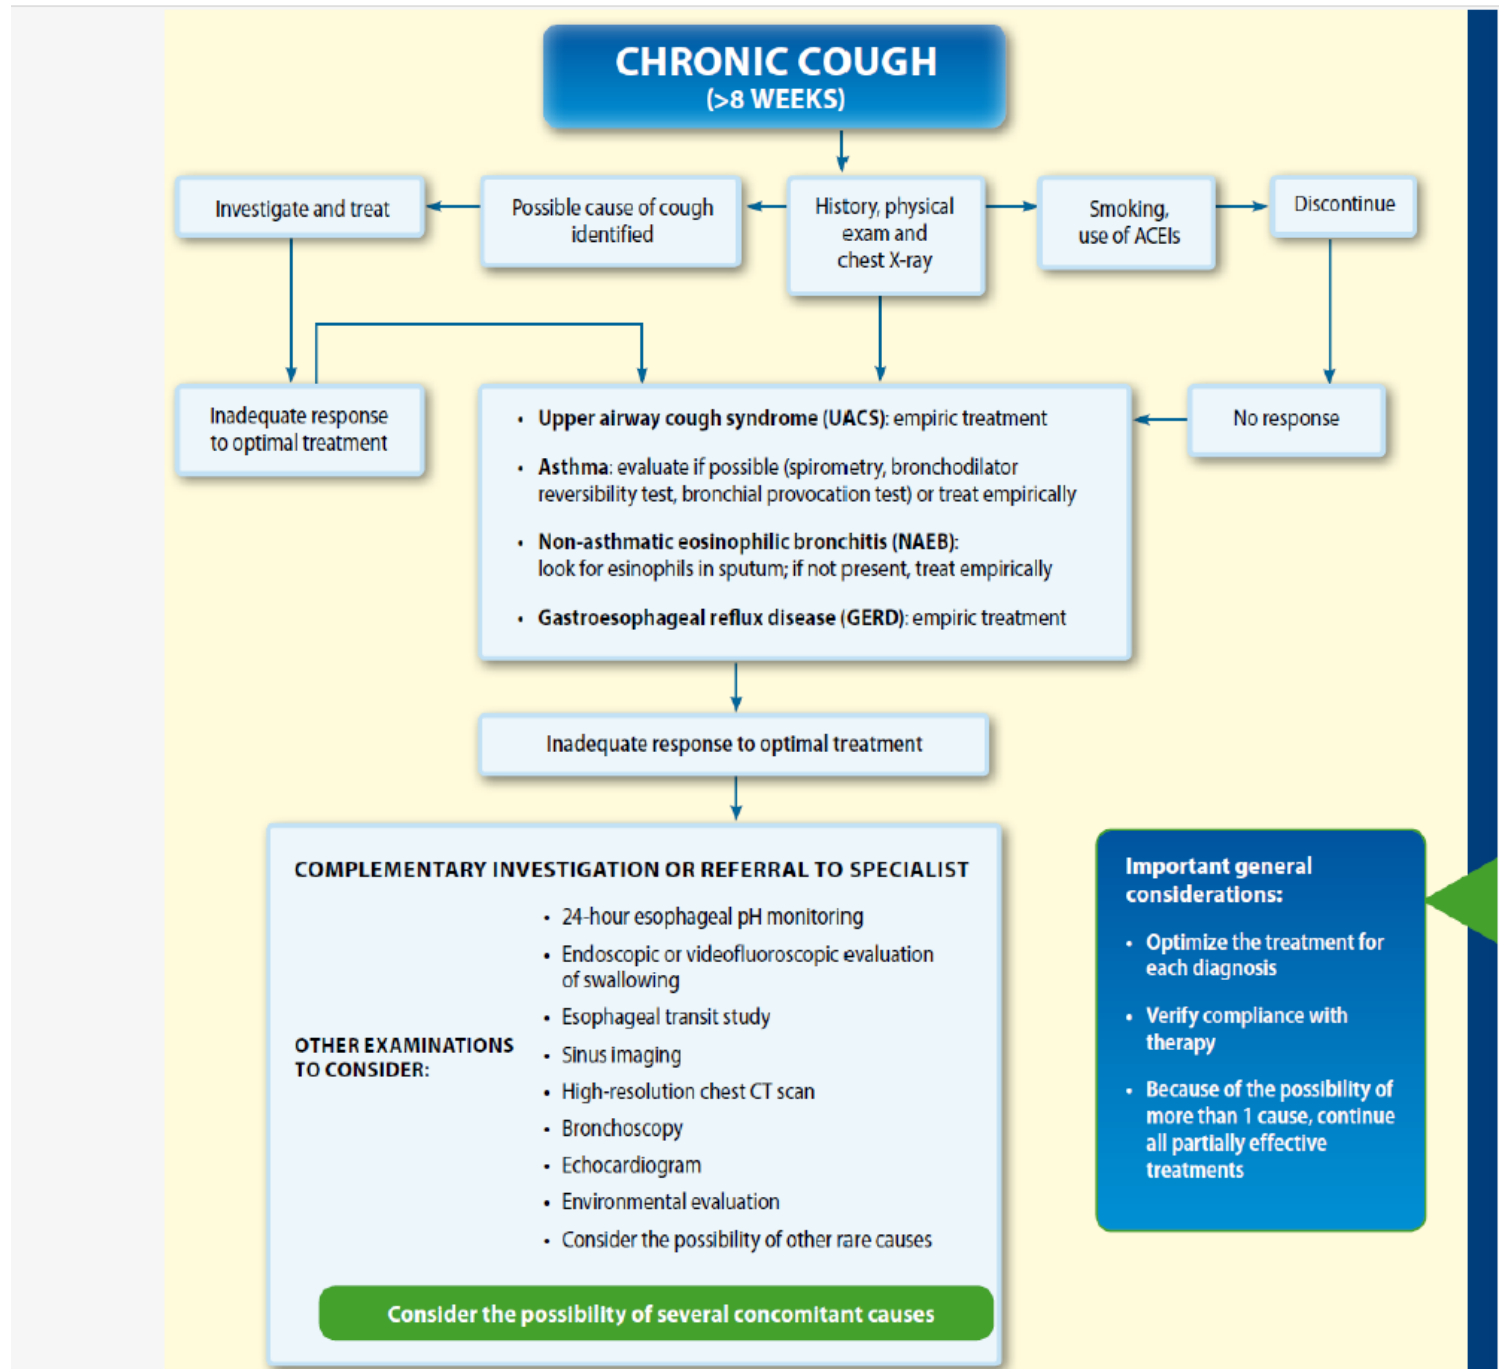 CHRONIC COUGH
(>8 WEEKS)
Investigate and treat
Possible cause of cough
identified
History, physical
exam and
chest X-ray
Smoking,
use of ACEIs
Discontinue
Inadequate response
to optimal treatment
• Upper airway cough syndrome (UACS): empiric treatment
• Asthma: evaluate if possible (spirometry, bronchodilator
reversibility test, bronchial provocation test) or treat empirically
• Non-asthmatic eosinophilic bronchitis (NAEB):
look for esinophils in sputum; if not present, treat empirically
• Gastroesophageal reflux disease (GERD): empiric treatment
No response
Inadequate response to optimal treatment
COMPLEMENTARY INVESTIGATION OR REFERRAL TO SPECIALIST
OTHER EXAMINATIONS
TO CONSIDER:
• 24-hour esophageal pH monitoring
• Endoscopic or videofluoroscopic evaluation
of swallowing
• Esophageal transit study
• Sinus imaging
• High-resolution chest CT scan
• Bronchoscopy
• Echocardiogram
• Environmental evaluation
• Consider the possibility of other rare causes
Consider the possibility of several concomitant causes
Important general
considerations:
• Optimize the treatment for
each diagnosis
• Verify compliance with
therapy
• Because of the possibility of
more than 1 cause, continue
all partially effective
treatments